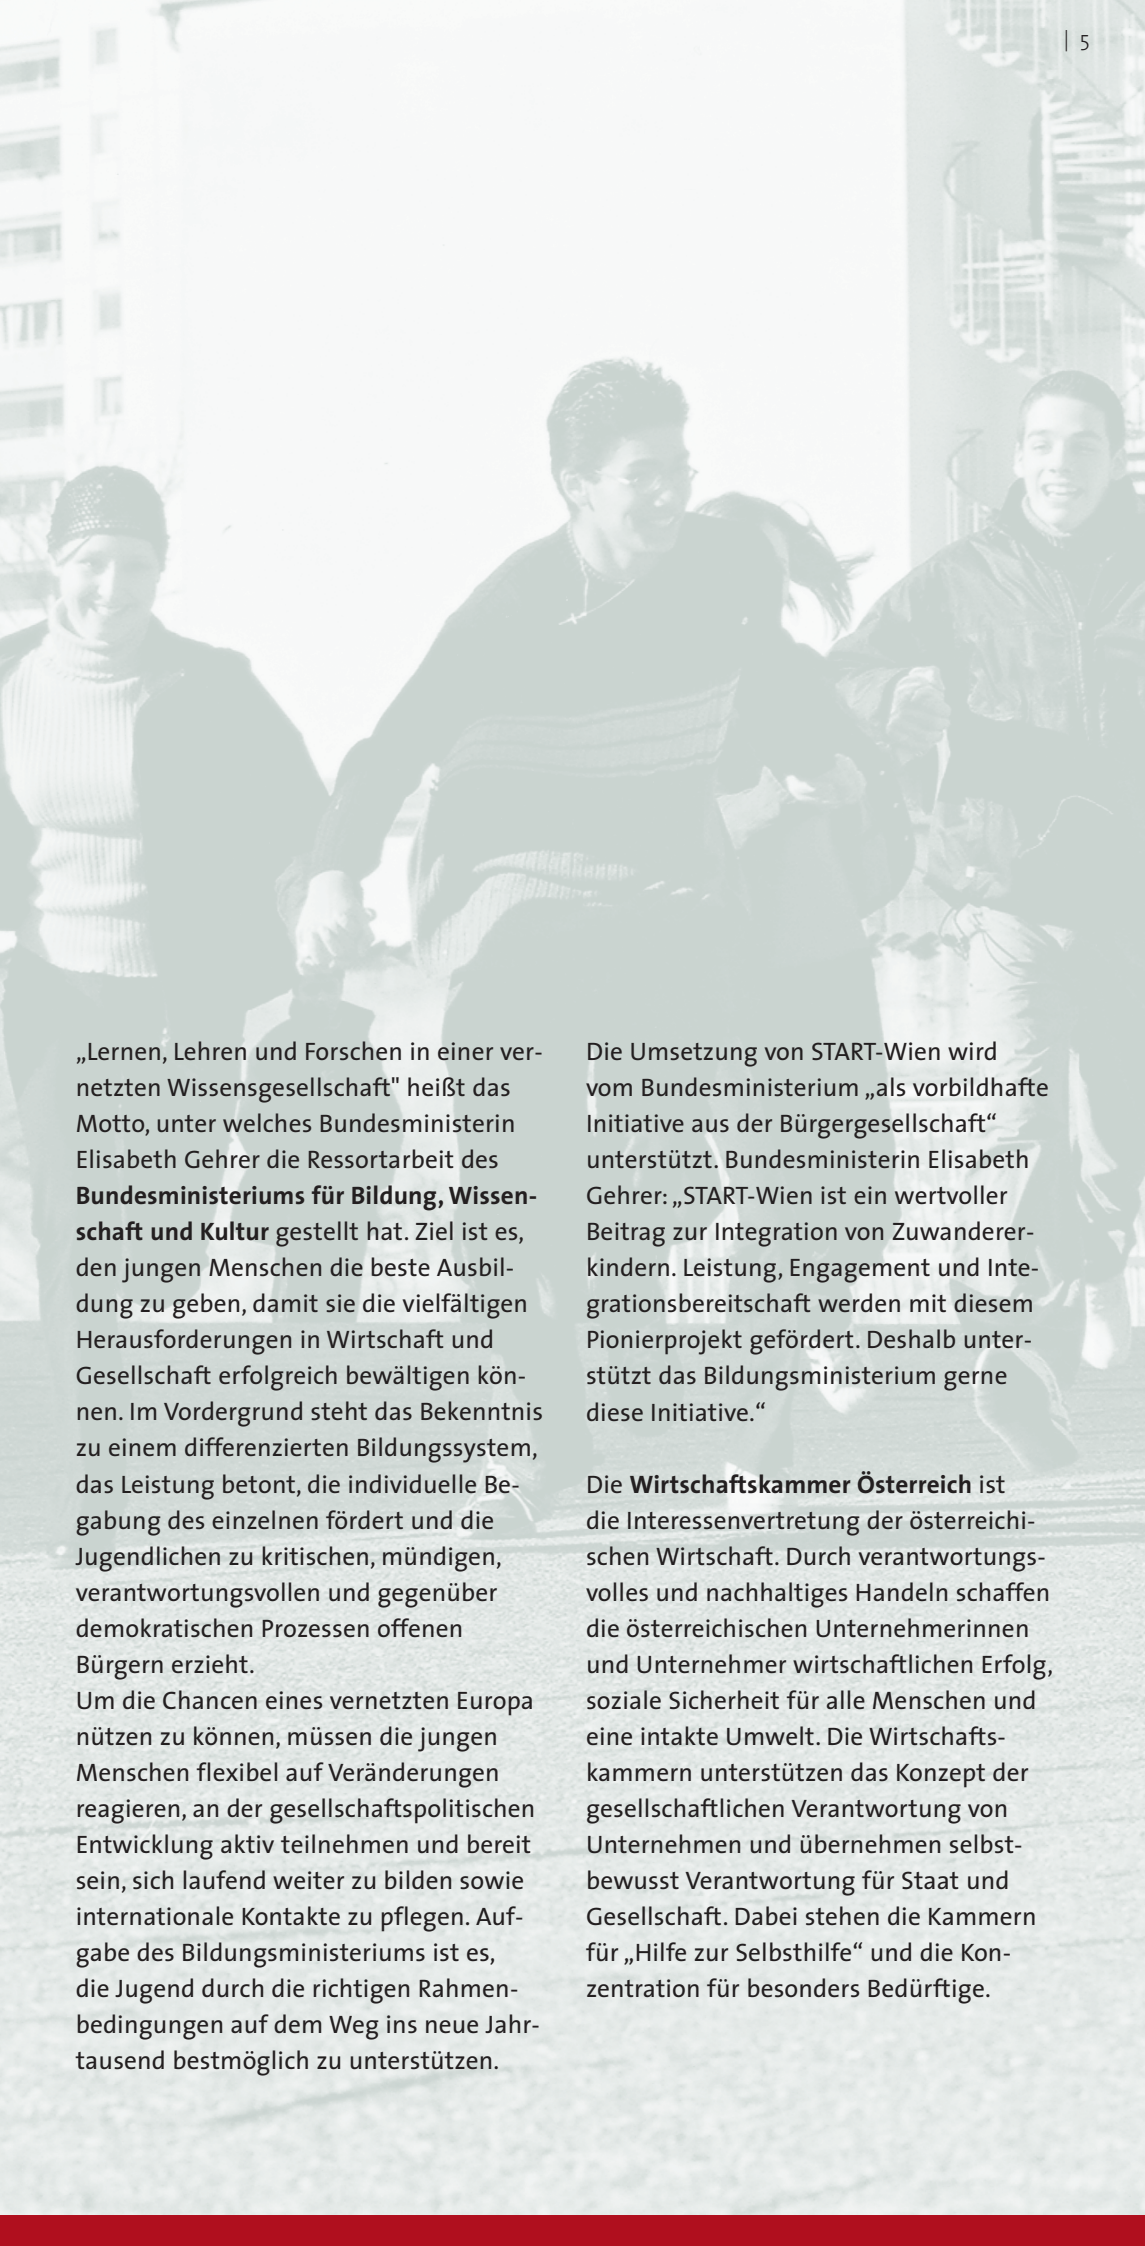 | 5
„Lernen, Lehren und Forschen in einer ver-
netzten Wissensgesellschaft" heißt das
Motto, unter welches Bundesministerin
Elisabeth Gehrer die Ressortarbeit des
Bundesministeriums für Bildung, Wissen-
schaft und Kultur gestellt hat. Ziel ist es,
den jungen Menschen die beste Ausbil-
dung zu geben, damit sie die vielfältigen
Herausforderungen in Wirtschaft und
Gesellschaft erfolgreich bewältigen kön-
nen. Im Vordergrund steht das Bekenntnis
zu einem differenzierten Bildungssystem,
das Leistung betont, die individuelle Be-
gabung des einzelnen fördert und die
Jugendlichen zu kritischen, mündigen,
verantwortungsvollen und gegenüber
demokratischen Prozessen offenen
Bürgern erzieht.
Um die Chancen eines vernetzten Europa
nützen zu können, müssen die jungen
Menschen flexibel auf Veränderungen
reagieren, an der gesellschaftspolitischen
Entwicklung aktiv teilnehmen und bereit
sein, sich laufend weiter zu bilden sowie
internationale Kontakte zu pflegen. Auf-
gabe des Bildungsministeriums ist es,
die Jugend durch die richtigen Rahmen-
bedingungen auf dem Weg ins neue Jahr-
tausend bestmöglich zu unterstützen.
Die Umsetzung von START-Wien wird
vom Bundesministerium „als vorbildhafte
Initiative aus der Bürgergesellschaft“
unterstützt. Bundesministerin Elisabeth
Gehrer: „START-Wien ist ein wertvoller
Beitrag zur Integration von Zuwanderer-
kindern. Leistung, Engagement und Inte-
grationsbereitschaft werden mit diesem
Pionierprojekt gefördert. Deshalb unter-
stützt das Bildungsministerium gerne
diese Initiative.“
Die Wirtschaftskammer Österreich ist
die Interessenvertretung der österreichi-
schen Wirtschaft. Durch verantwortungs-
volles und nachhaltiges Handeln schaffen
die österreichischen Unternehmerinnen
und Unternehmer wirtschaftlichen Erfolg,
soziale Sicherheit für alle Menschen und
eine intakte Umwelt. Die Wirtschafts-
kammern unterstützen das Konzept der
gesellschaftlichen Verantwortung von
Unternehmen und übernehmen selbst-
bewusst Verantwortung für Staat und
Gesellschaft. Dabei stehen die Kammern
für „Hilfe zur Selbsthilfe“ und die Kon-
zentration für besonders Bedürftige.